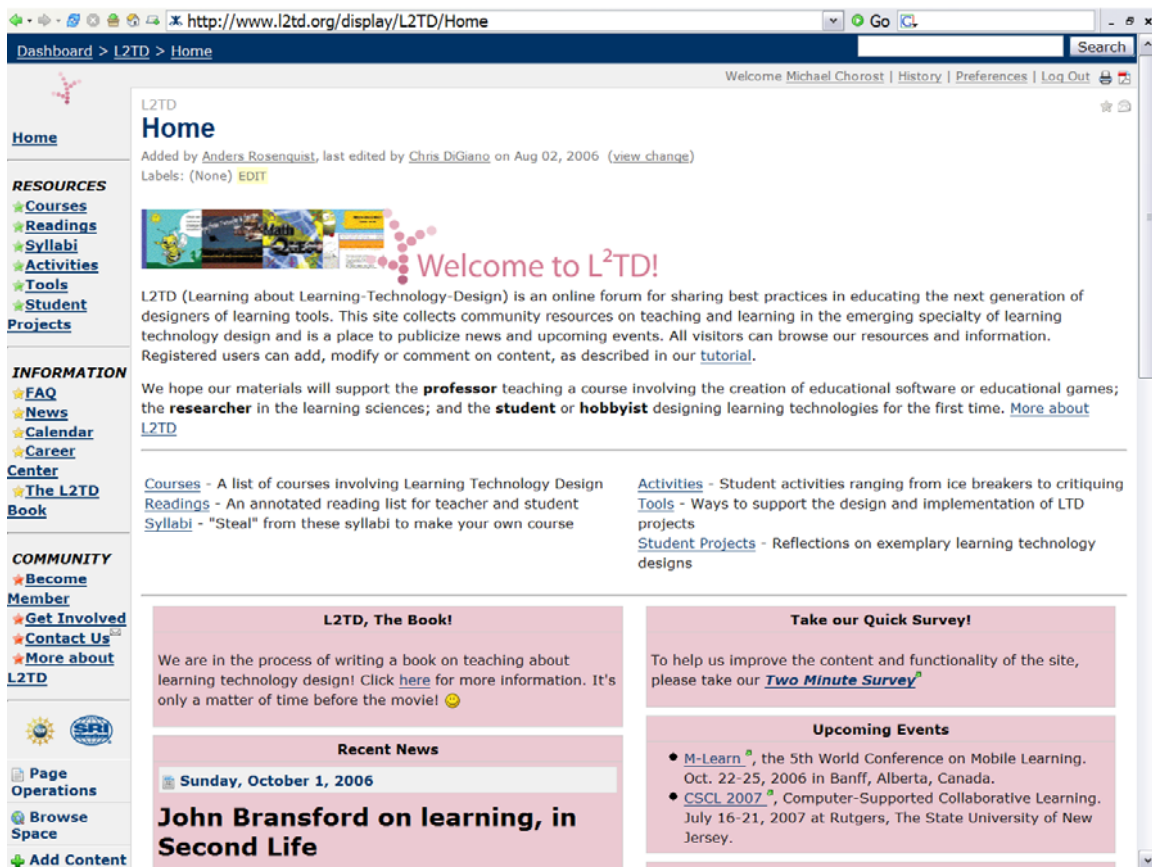 http://www.l2td.org/display/L2TD/Home
Go
Dashboard > L2TD > Home
Search
Welcome Michael Chorost | History | Preferences | Log Out
L2TD
Home
Added by Anders Rosenquist, last edited by Chris DiGiano on Aug 02, 2006 (view change)
Labels: (None) EDIT
Home
RESOURCES
Courses
Readings
Syllabi
Activities
Tools
Student
Projects
INFORMATION
FAQ
News
Calendar
Career
Center
The L2TD
Book
COMMUNITY
Become
Member
Get Involved
Contact Us
More about
L2TD
SRI
Page
Operations
Browse
Space
Add Content
Math
Welcome to L²TD!
L2TD (Learning about Learning-Technology-Design) is an online forum for sharing best practices in educating the next generation of
designers of learning tools. This site collects community resources on teaching and learning in the emerging specialty of learning
technology design and is a place to publicize news and upcoming events. All visitors can browse our resources and information.
Registered users can add, modify or comment on content, as described in our tutorial.
We hope our materials will support the professor teaching a course involving the creation of educational software or educational games;
the researcher in the learning sciences; and the student or hobbyist designing learning technologies for the first time. More about
L2TD
Courses - A list of courses involving Learning Technology Design
Readings - An annotated reading list for teacher and student
Syllabi - "Steal" from these syllabi to make your own course
Activities - Student activities ranging from ice breakers to critiquing
Tools - Ways to support the design and implementation of LTD
projects
Student Projects - Reflections on exemplary learning technology
designs
L2TD, The Book!
We are in the process of writing a book on teaching about
learning technology design! Click here for more information. It's
only a matter of time before the movie!
Recent News
Sunday, October 1, 2006
John Bransford on learning, in
Second Life
Take our Quick Survey!
To help us improve the content and functionality of the site,
please take our Two Minute Survey
Upcoming Events
M-Learn, the 5th World Conference on Mobile Learning.
Oct. 22-25, 2006 in Banff, Alberta, Canada.
CSCL 2007, Computer-Supported Collaborative Learning.
July 16-21, 2007 at Rutgers, The State University of New
Jersey.